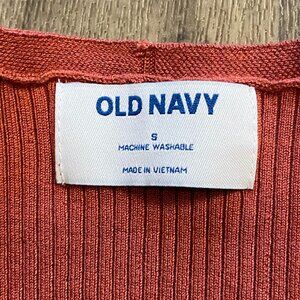 OLD NAVY
S
MACHINE WASHABLE
MADE IN VIETNAM